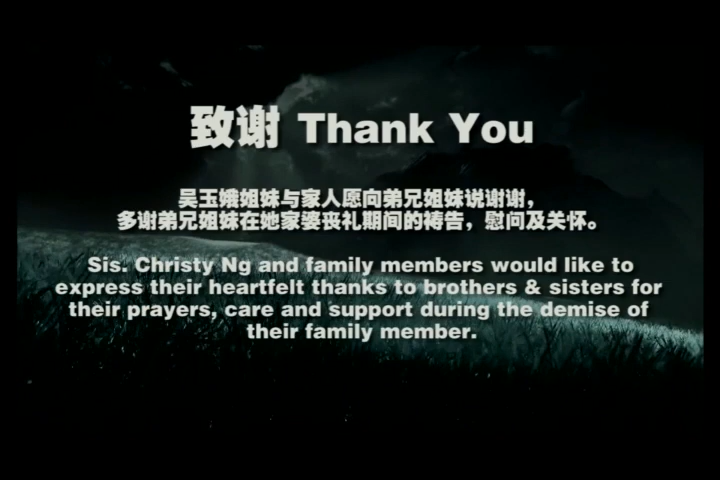 致谢 Thank You
吴玉娥姐妹与家人愿向弟兄姐妹说谢谢，
多谢弟兄姐妹在她家婆丧礼期间的祷告，慰问及关怀。
Sis. Christy Ng and family members would like to
express their heartfelt thanks to brothers & sisters for
their prayers, care and support during the demise of
their family member.